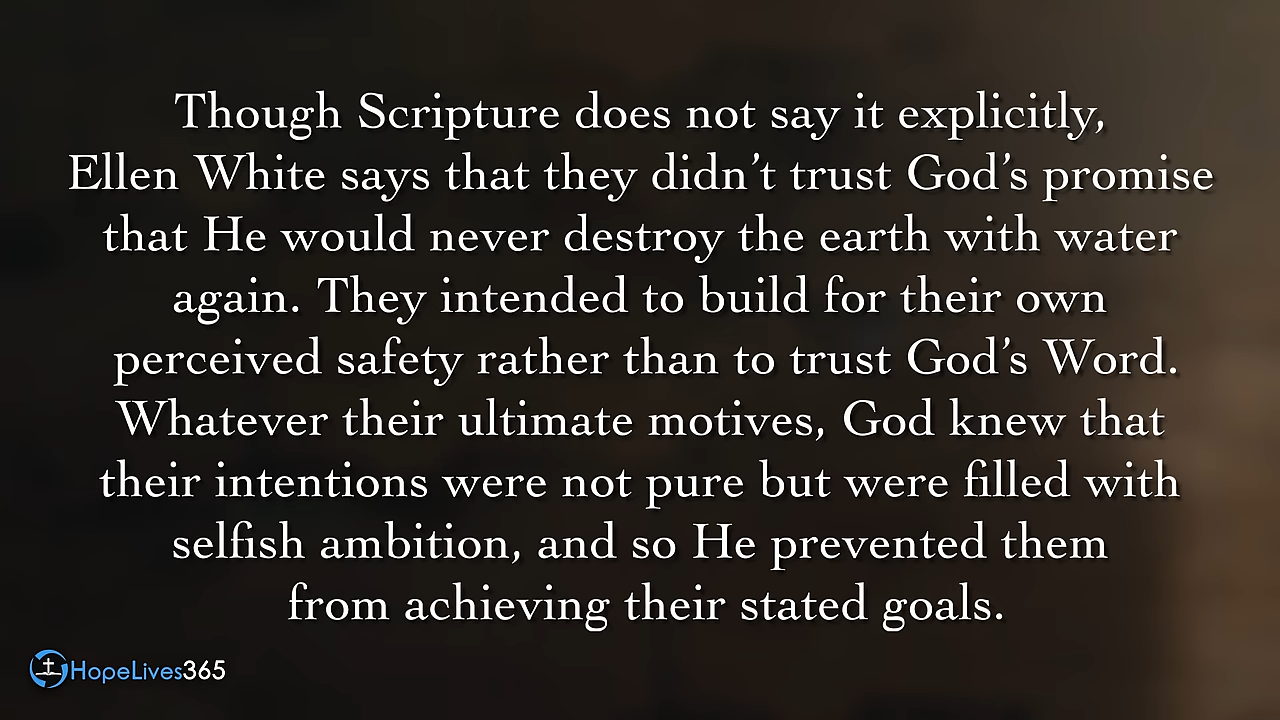 Though Scripture does not say it explicitly,
Ellen White says that they didn’t trust God’s promise
that He would never destroy the earth with water
again. They intended to build for their own
perceived safety rather than to trust God’s Word.
Whatever their ultimate motives, God knew that
their intentions were not pure but were filled with
selfish ambition, and so He prevented them
from achieving their stated goals.
HopeLives365